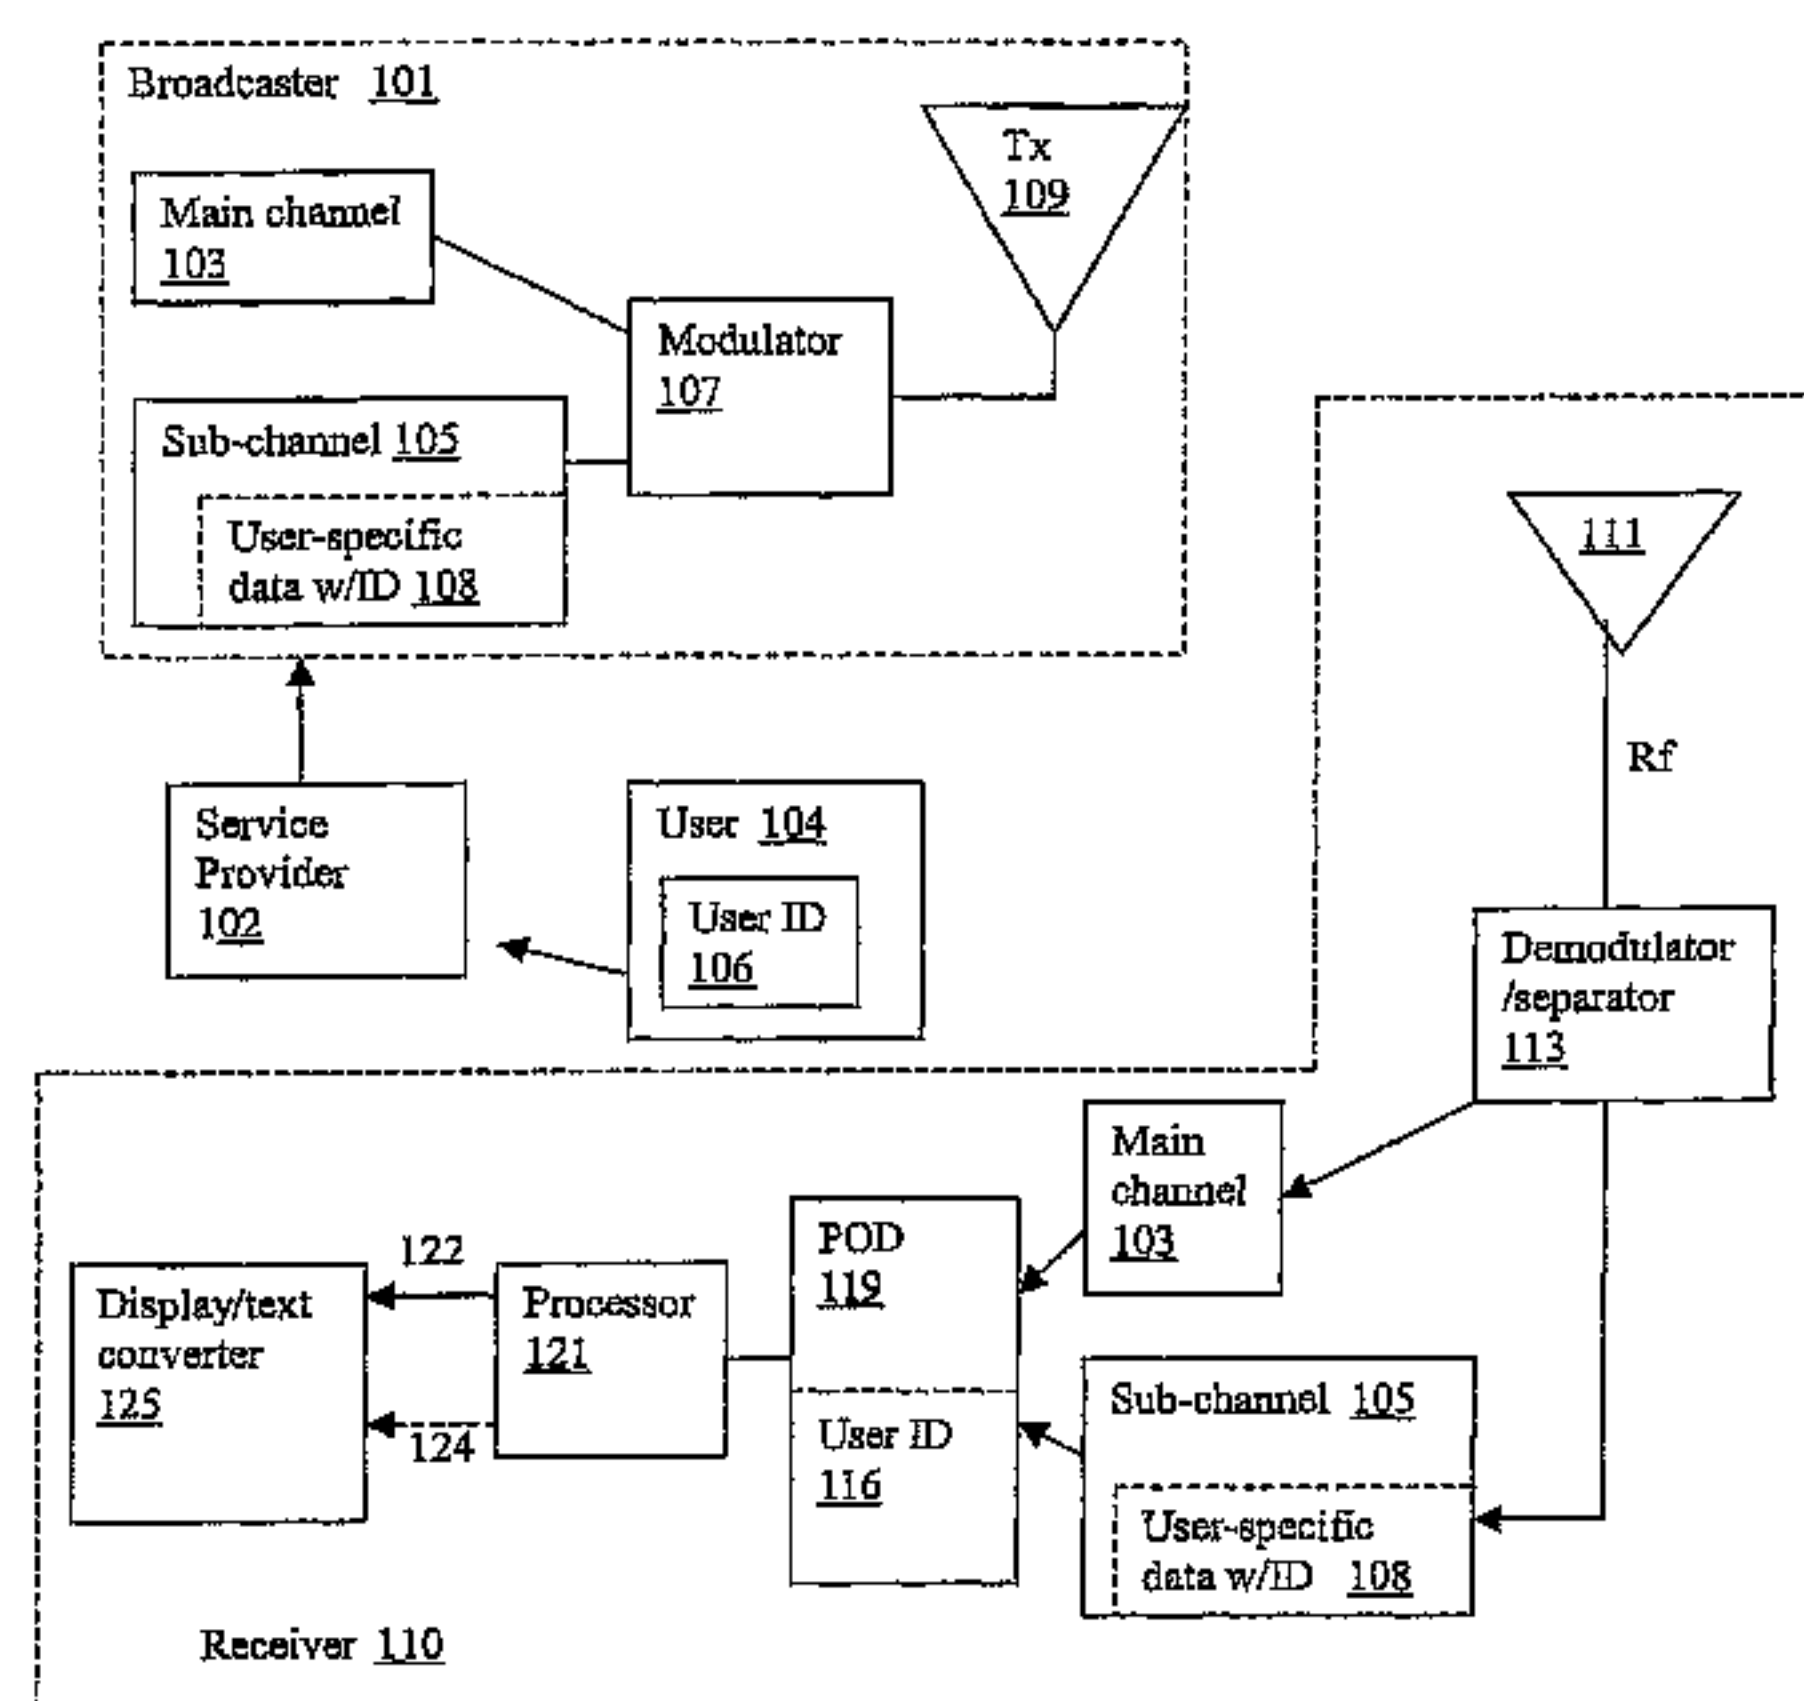 Broadcaster 101
Tx
109
Main channel
103
Modulator
107
Sub-channel 105
User-specific
data w/ID 108
111
Rf
Service
Provider
102
User 104
User ID
106
Demodulator
/separator
113
Main
channel
103
POD
119
122
Display/text
converter
125
Processor
121
124
User ID
116
Sub-channel 105
User-specific
data w/ID 108
Receiver 110